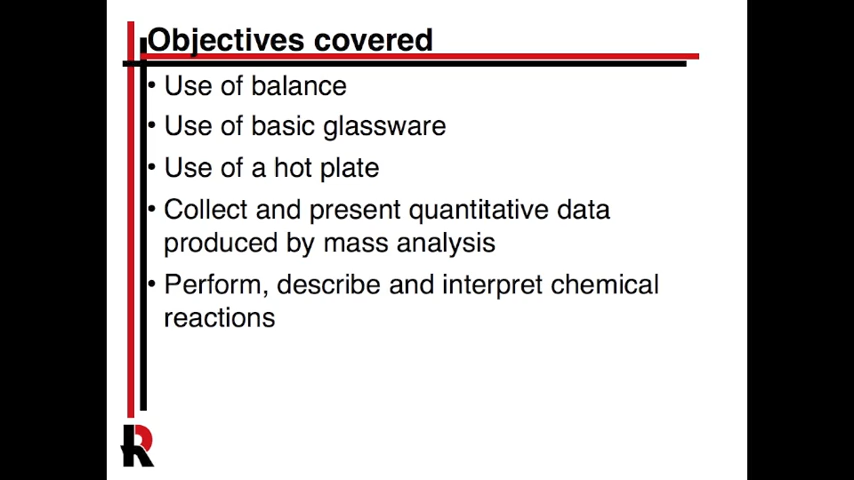 Objectives covered
• Use of balance
• Use of basic glassware
• Use of a hot plate
• Collect and present quantitative data
produced by mass analysis
• Perform, describe and interpret chemical
reactions
R